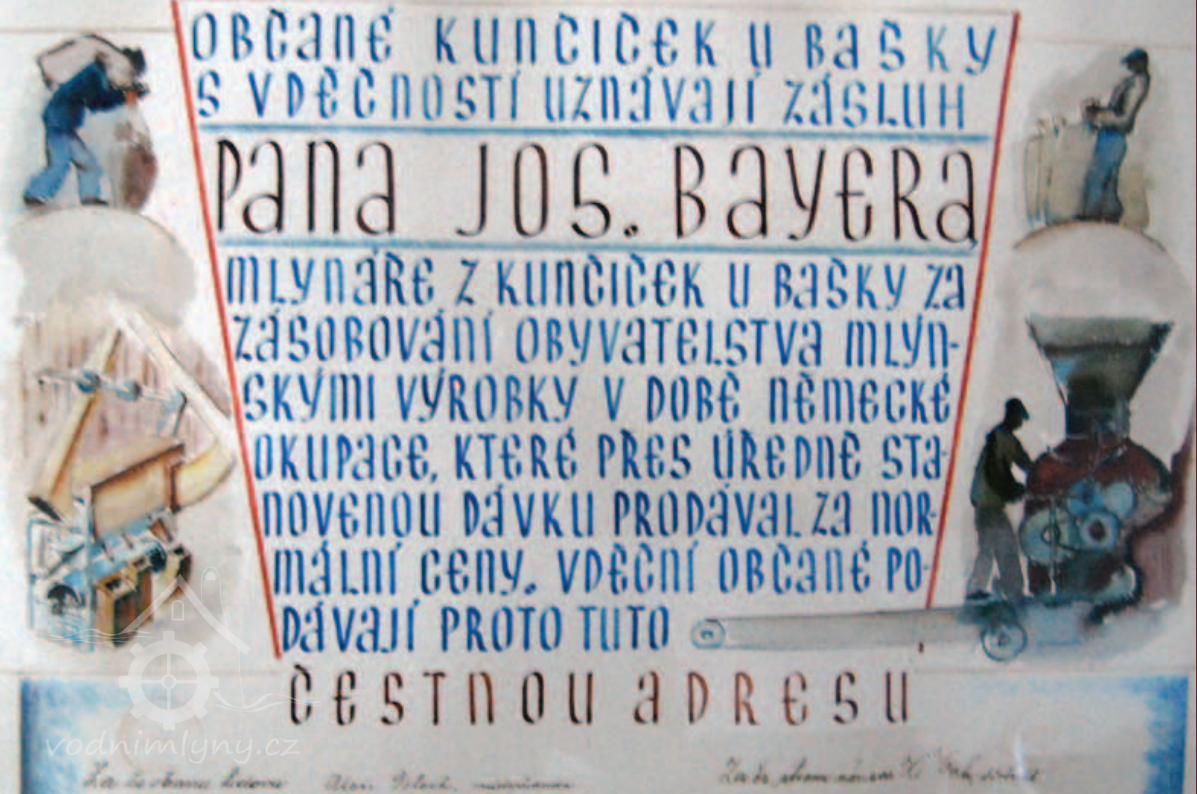 OBČANÉ KUNČIČEK U BAŠKY
S VDĚČNOSTÍ UZNÁVAJÍ ZÁSLUH
PANA JOS. BAYERA
MLYNÁŘE Z KUNČIČEK U BAŠKY ZA
ZÁSOBOVÁNÍ OBYVATELSTVA MLÝN-
SKÝMI VÝROBKY V DOBĚ NĚMECKÉ
OKUPACE, KTERÉ PŘES ÚŘEDNĚ STA-
NOVENOU DÁVKU PRODÁVAL ZA NOR-
MÁLNÍ CENY. VDĚČNÍ OBČANÉ PO-
DÁVAJÍ PROTO TUTO
ČESTNOU ADRESU
vodnimlyny.cz